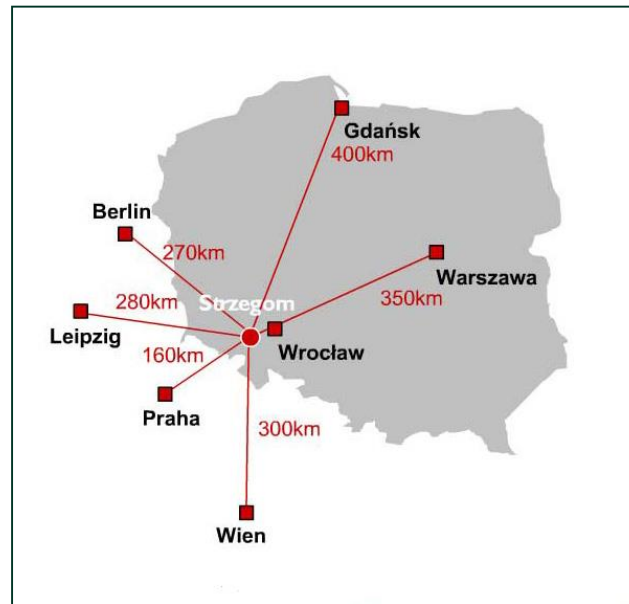 Gdańsk
400km
Berlin
270km
Warszawa
350km
Strzegom
280km
Leipzig
Wrocław
160km
Praha
300km
Wien